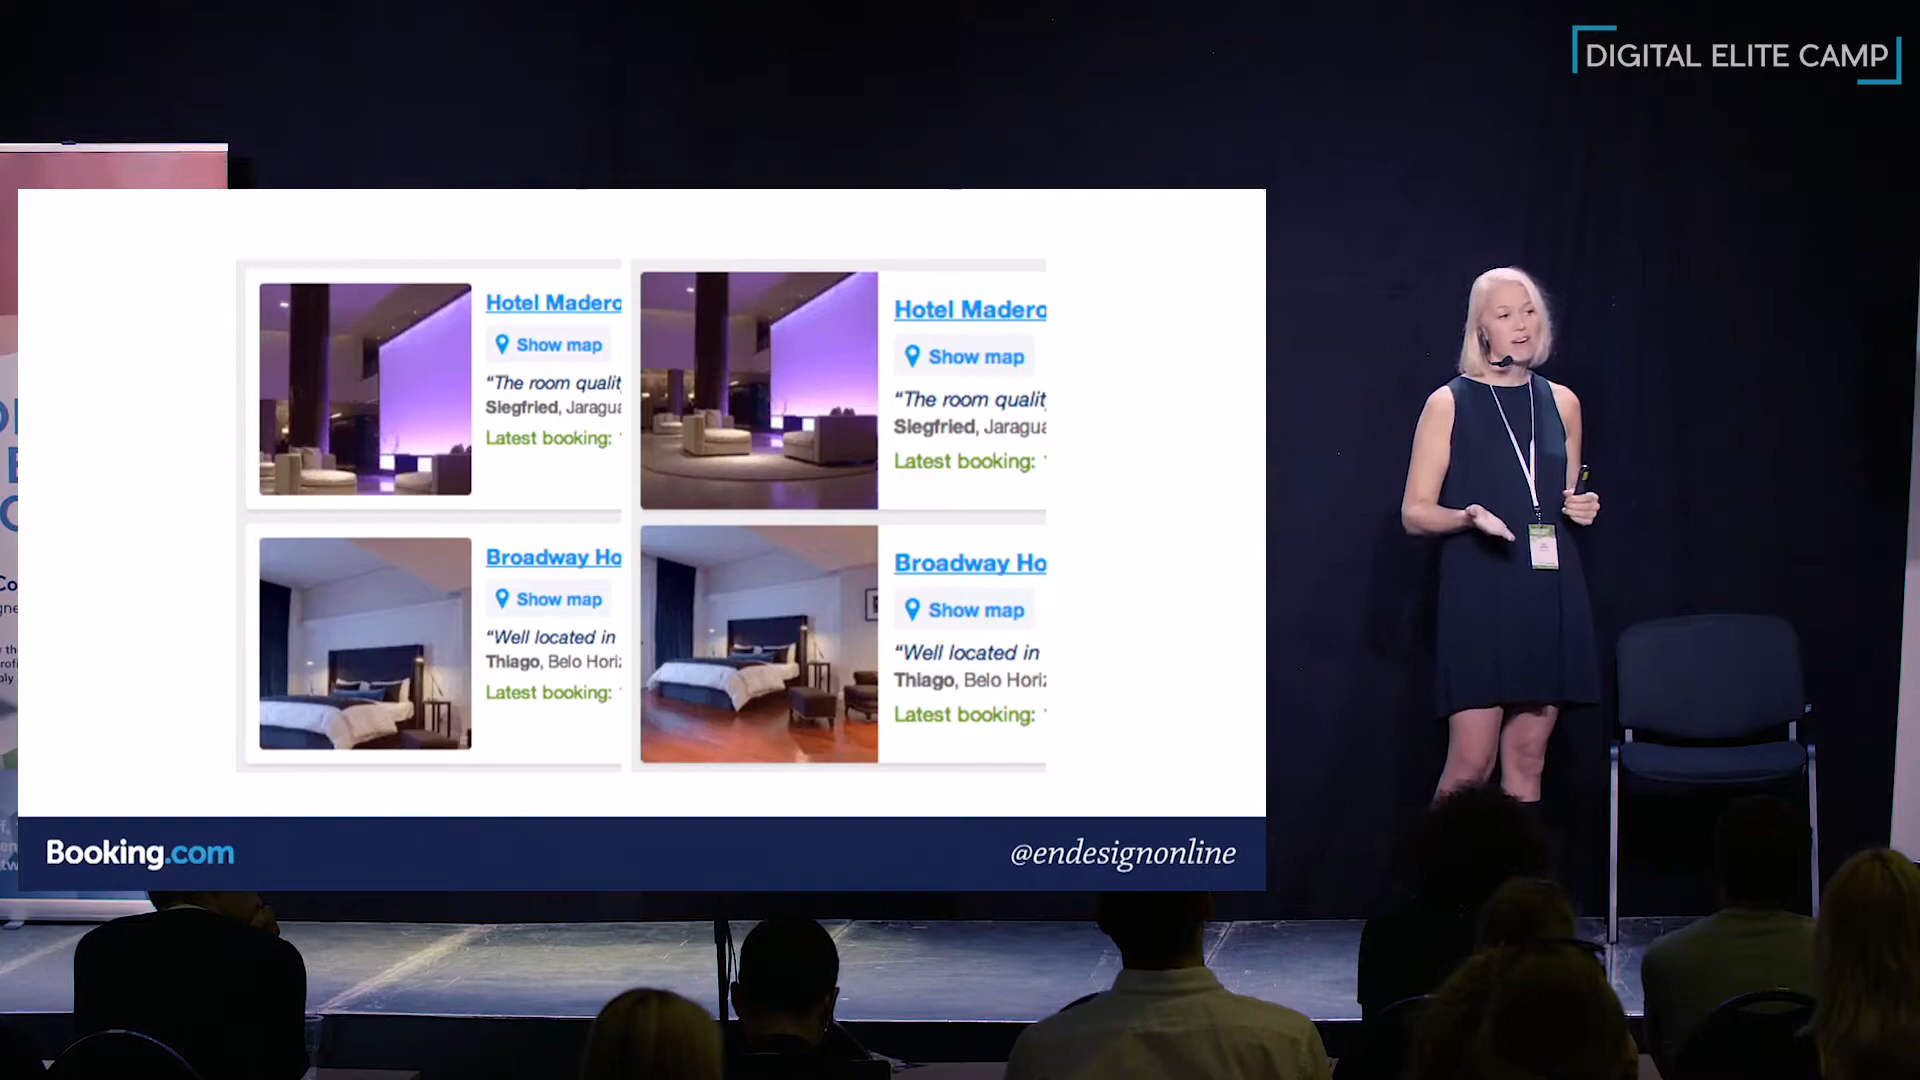 DIGITAL ELITE CAMP
Hotel Madero
Show map
“The room qualit
Siegfried, Jaragua
Latest booking:
Broadway Ho
Show map
“Well located in
Thiago, Belo Horiz
Latest booking:
Hotel Madero
Show map
“The room qualit
Siegfried, Jaragua
Latest booking:
Broadway Ho
Show map
“Well located in
Thiago, Belo Horiz
Latest booking:
Booking.com
@endesignonline